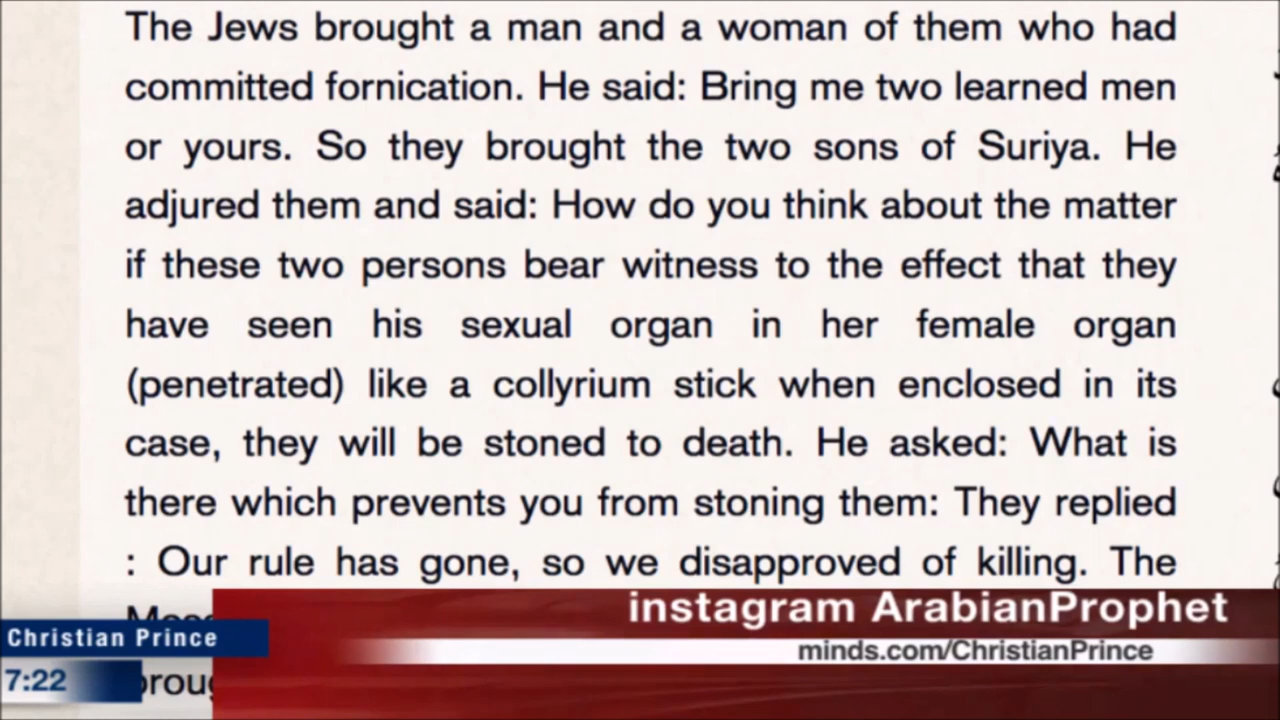 The Jews brought a man and a woman of them who had
committed fornication. He said: Bring me two learned men
or yours. So they brought the two sons of Suriya. He
adjured them and said: How do you think about the matter
if these two persons bear witness to the effect that they
have seen his sexual organ in her female organ
(penetrated) like a collyrium stick when enclosed in its
case, they will be stoned to death. He asked: What is
there which prevents you from stoning them: They replied
: Our rule has gone, so we disapproved of killing. The
instagram ArabianProphet
Christian Prince
minds.com/ChristianPrince
7:22